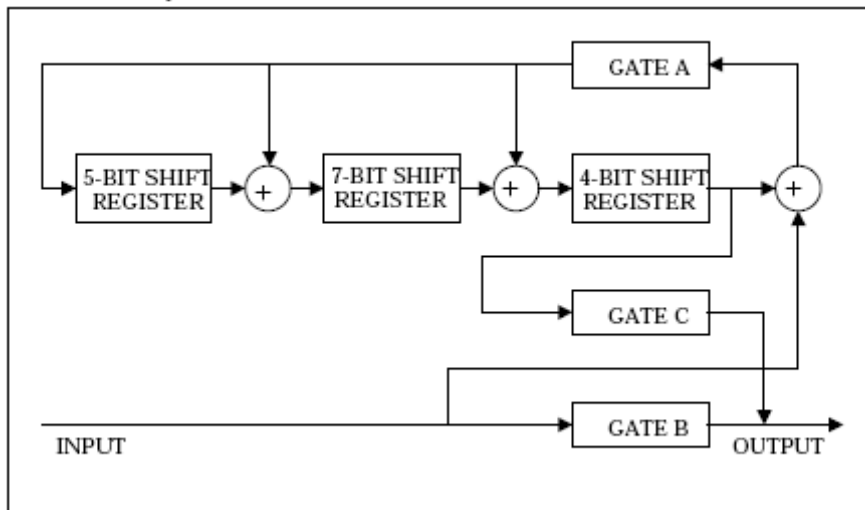 GATE A
5-BIT SHIFT
REGISTER
+
7-BIT SHIFT
REGISTER
+
4-BIT SHIFT
REGISTER
+
GATE C
GATE B
INPUT
OUTPUT